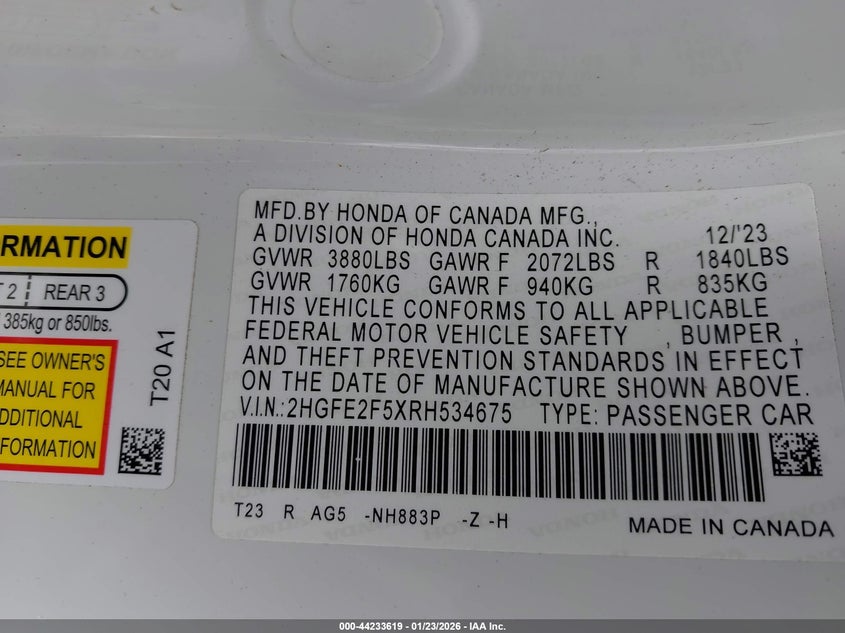 RMATION
T 2 REAR 3
385kg or 850lbs.
SEE OWNER'S
MANUAL FOR
ADDITIONAL
FORMATION
T20 A1
MFD.BY HONDA OF CANADA MFG.,
A DIVISION OF HONDA CANADA INC. 12/'23
GVWR 3880LBS GAWR F 2072LBS R 1840LBS
GVWR 1760KG GAWR F 940KG R 835KG
THIS VEHICLE CONFORMS TO ALL APPLICABLE
FEDERAL MOTOR VEHICLE SAFETY , BUMPER ,
AND THEFT PREVENTION STANDARDS IN EFFECT
ON THE DATE OF MANUFACTURE SHOWN ABOVE.
V.I.N.:2HGFE2F5XRH534675 TYPE: PASSENGER CAR
T23 R AG5 -NH883P -Z -H
MADE IN CANADA
000-44233619 | 01/23/2026 - IAA Inc.